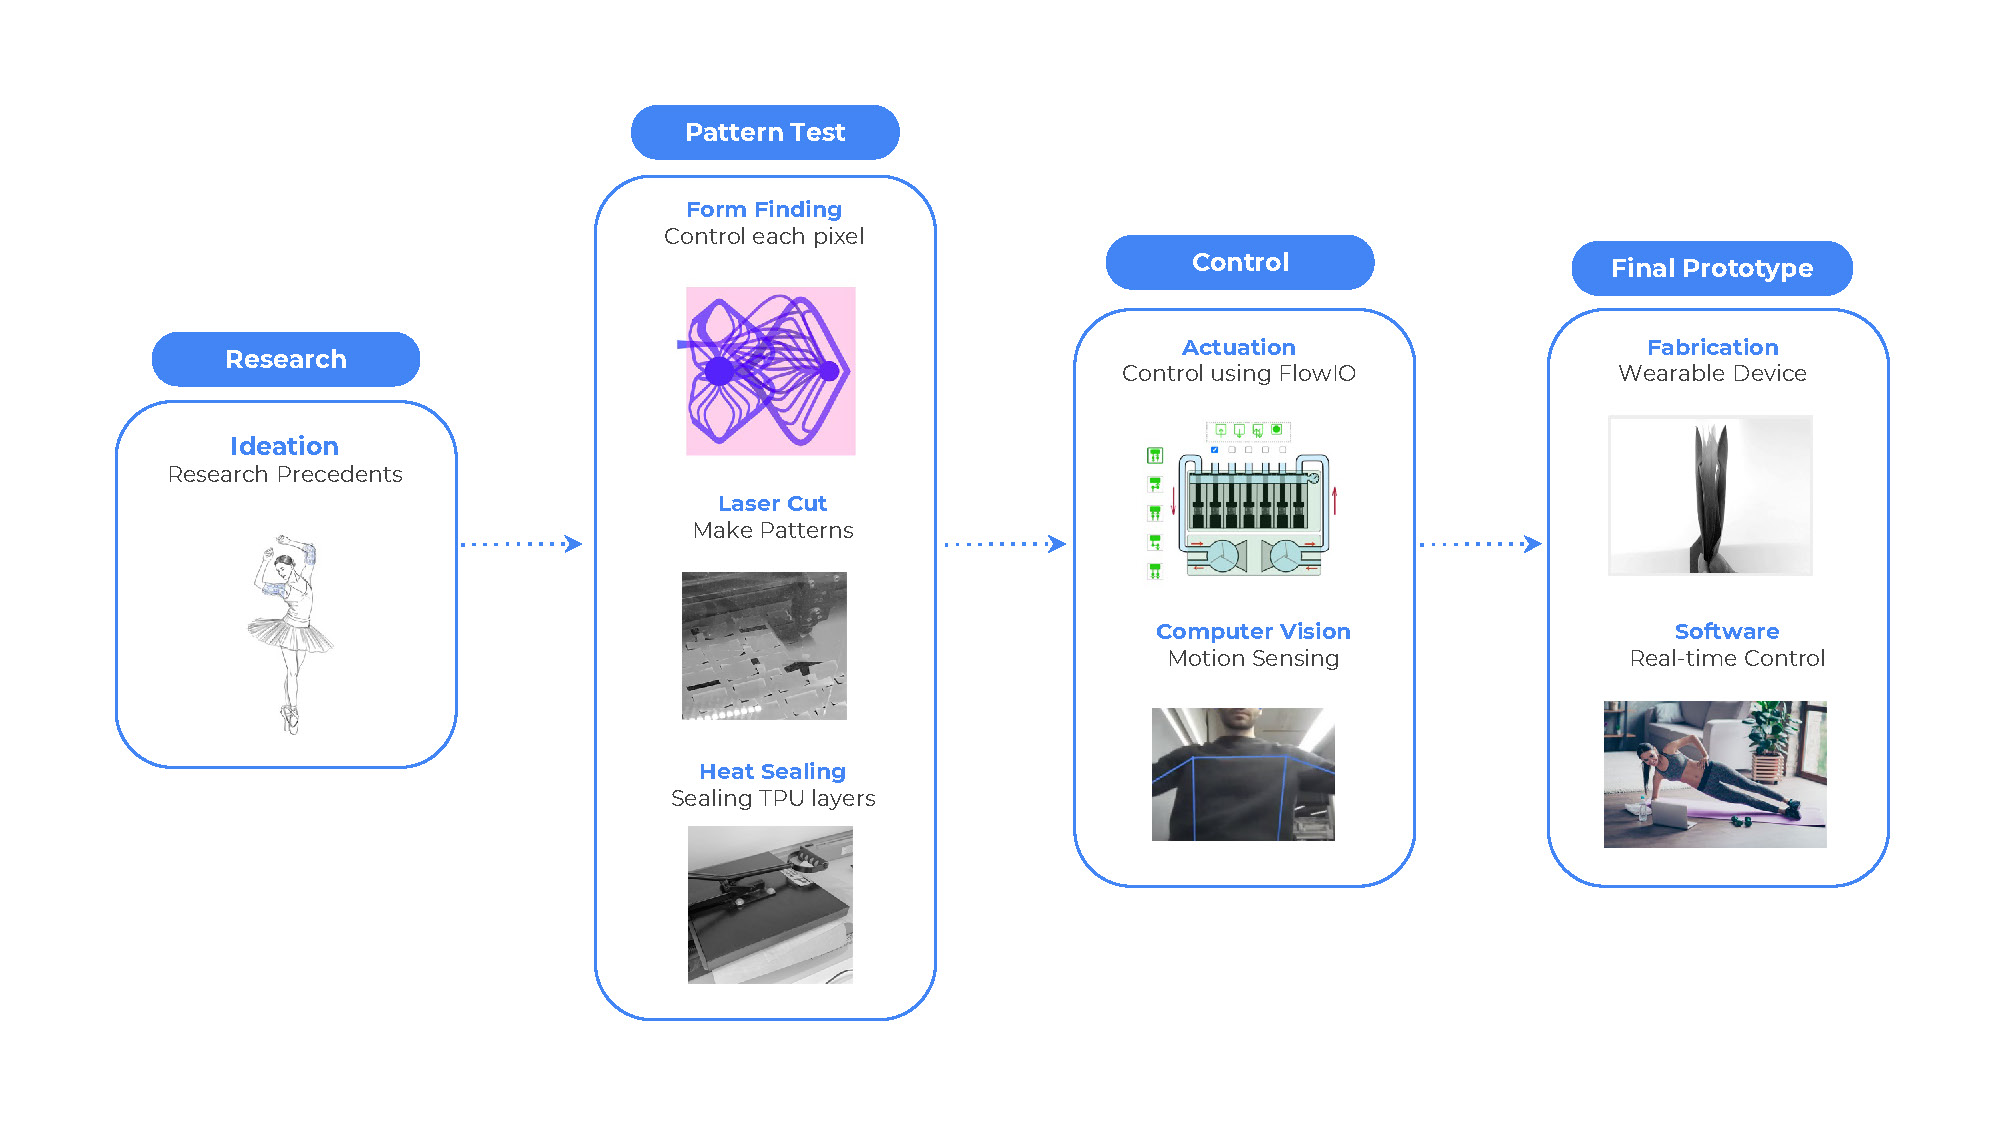 Research
Ideation
Research Precedents
Pattern Test
Form Finding
Control each pixel
Laser Cut
Make Patterns
Heat Sealing
Sealing TPU layers
Control
Actuation
Control using FlowIO
Computer Vision
Motion Sensing
Final Prototype
Fabrication
Wearable Device
Software
Real-time Control